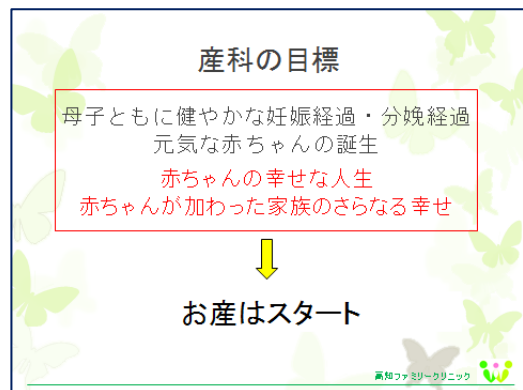 産科の目標
母子ともに健やかな妊娠経過・分娩経過
元気な赤ちゃんの誕生
赤ちゃんの幸せな人生
赤ちゃんが加わった家族のさらなる幸せ
お産はスタート
高知ファミリークリニック